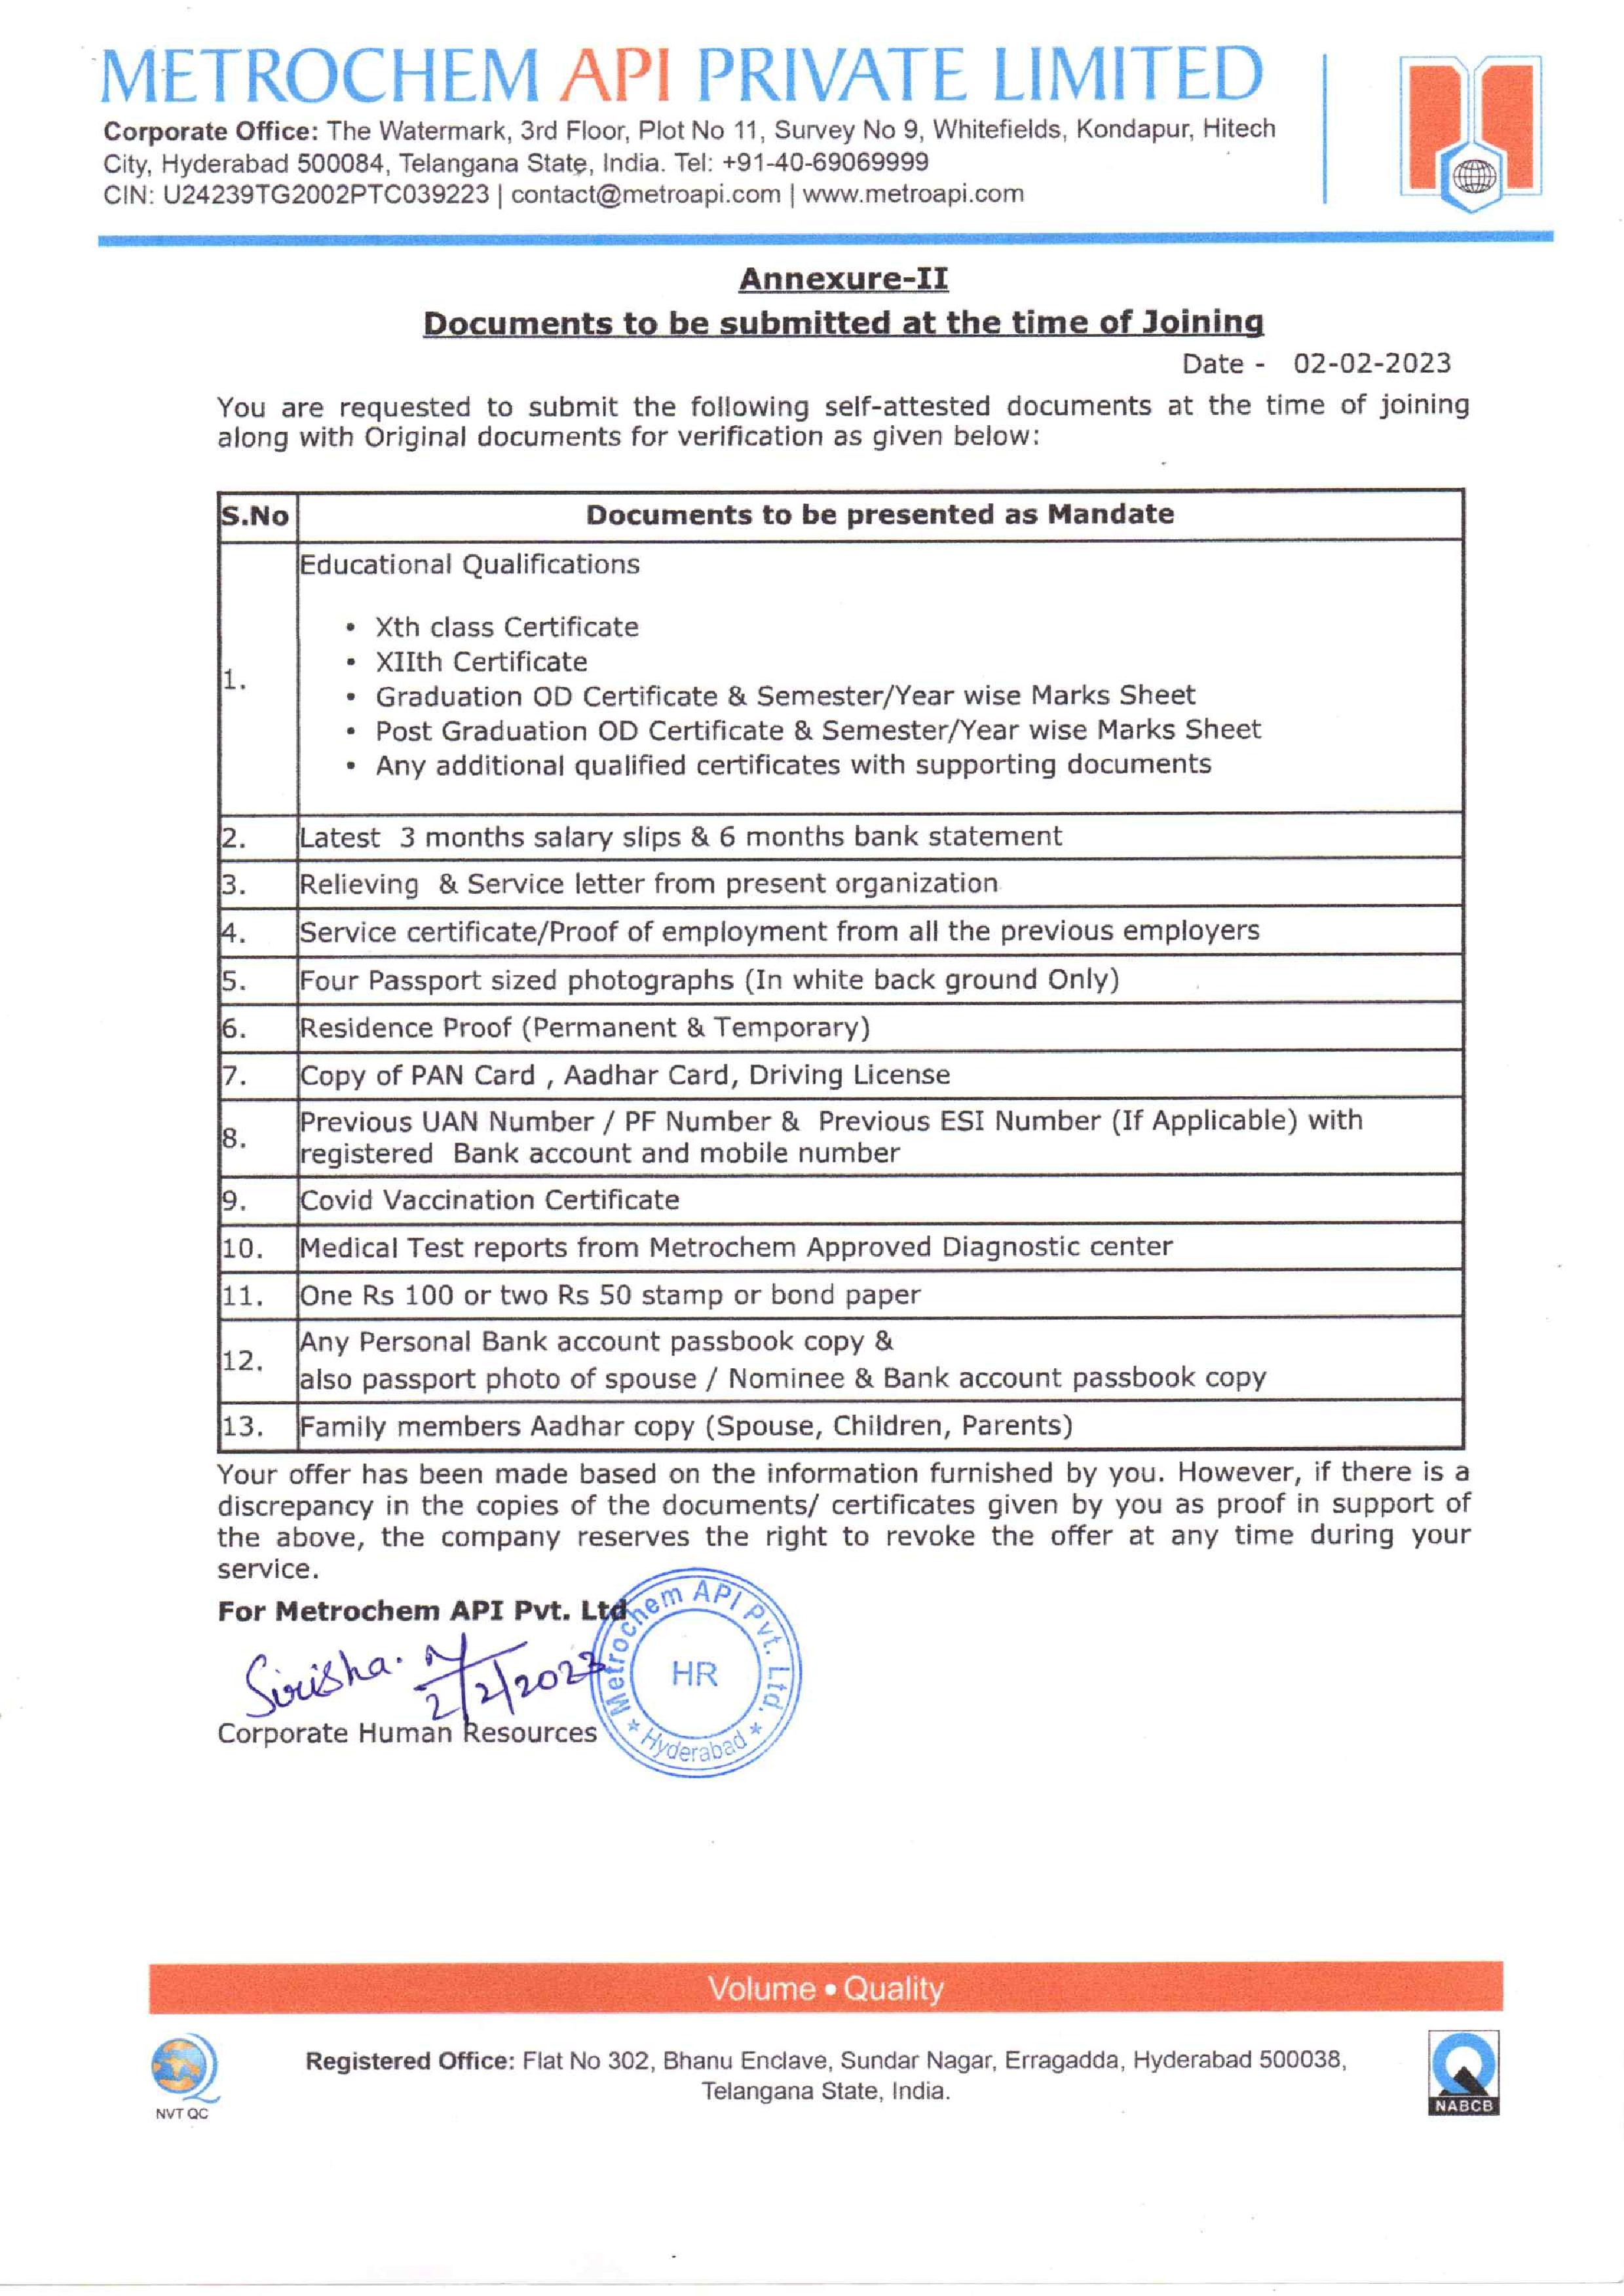 METROCHEM API PRIVATE LIMITED
Corporate Office: The Watermark, 3rd Floor, Plot No 11, Survey No 9, Whitefields, Kondapur, Hitech
City, Hyderabad 500084, Telangana State, India. Tel: +91-40-69069999
CIN: U24239TG2002PTC039223 | contact@metroapi.com | www.metroapi.com
Annexure-II
Documents to be submitted at the time of Joining
Date - 02-02-2023
You are requested to submit the following self-attested documents at the time of joining
along with Original documents for verification as given below:
S.No Documents to be presented as Mandate
1. Educational Qualifications
• Xth class Certificate
• XIIth Certificate
• Graduation OD Certificate & Semester/Year wise Marks Sheet
• Post Graduation OD Certificate & Semester/Year wise Marks Sheet
• Any additional qualified certificates with supporting documents
2. Latest 3 months salary slips & 6 months bank statement
3. Relieving & Service letter from present organization
4. Service certificate/Proof of employment from all the previous employers
5. Four Passport sized photographs (In white back ground Only)
6. Residence Proof (Permanent & Temporary)
7. Copy of PAN Card , Aadhar Card, Driving License
8. Previous UAN Number / PF Number & Previous ESI Number (If Applicable) with
registered Bank account and mobile number
9. Covid Vaccination Certificate
10. Medical Test reports from Metrochem Approved Diagnostic center
11. One Rs 100 or two Rs 50 stamp or bond paper
12. Any Personal Bank account passbook copy &
also passport photo of spouse / Nominee & Bank account passbook copy
13. Family members Aadhar copy (Spouse, Children, Parents)
Your offer has been made based on the information furnished by you. However, if there is a
discrepancy in the copies of the documents/ certificates given by you as proof in support of
the above, the company reserves the right to revoke the offer at any time during your
service.
For Metrochem API Pvt. Ltd
Sirisha. N
2/2/2023
Metrochem API Pvt. Ltd.
HR
* Hyderabad *
Corporate Human Resources
Volume • Quality
Registered Office: Flat No 302, Bhanu Enclave, Sundar Nagar, Erragadda, Hyderabad 500038,
Telangana State, India.
NVT QC
NABCB